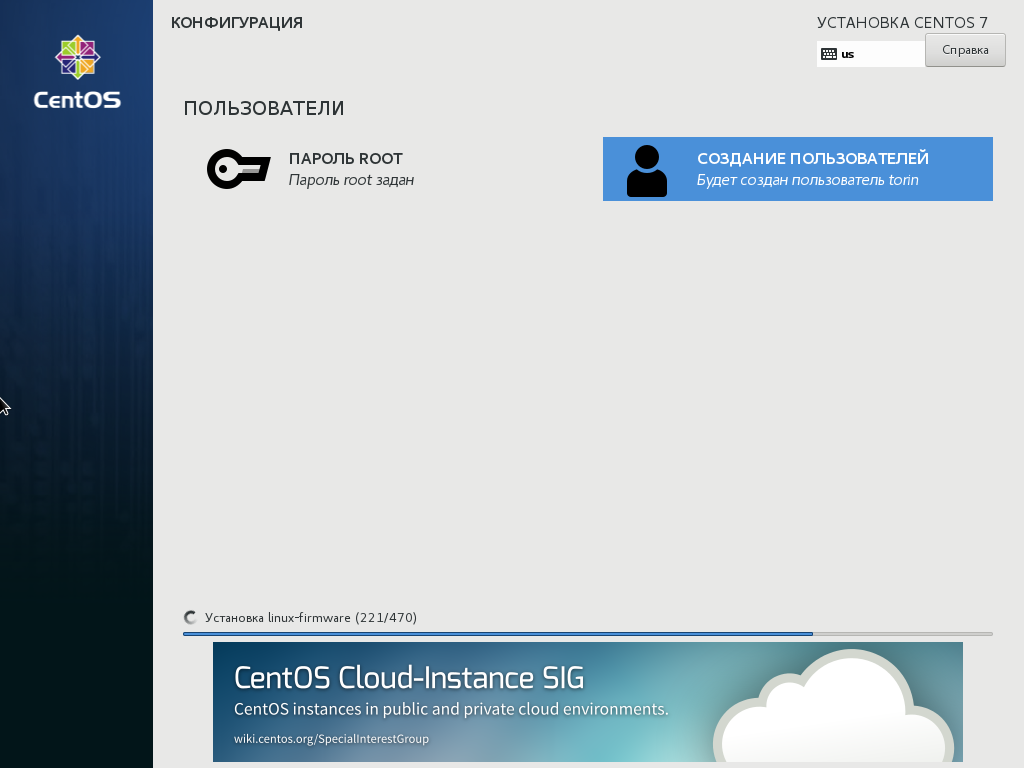 CentOS
КОНФИГУРАЦИЯ
УСТАНОВКА CENTOS 7
us
Справка
ПОЛЬЗОВАТЕЛИ
ПАРОЛЬ ROOT
Пароль root задан
СОЗДАНИЕ ПОЛЬЗОВАТЕЛЕЙ
Будет создан пользователь torin
Установка linux-firmware (221/470)
CentOS Cloud-Instance SIG
CentOS instances in public and private cloud environments.
wiki.centos.org/SpecialInterestGroup